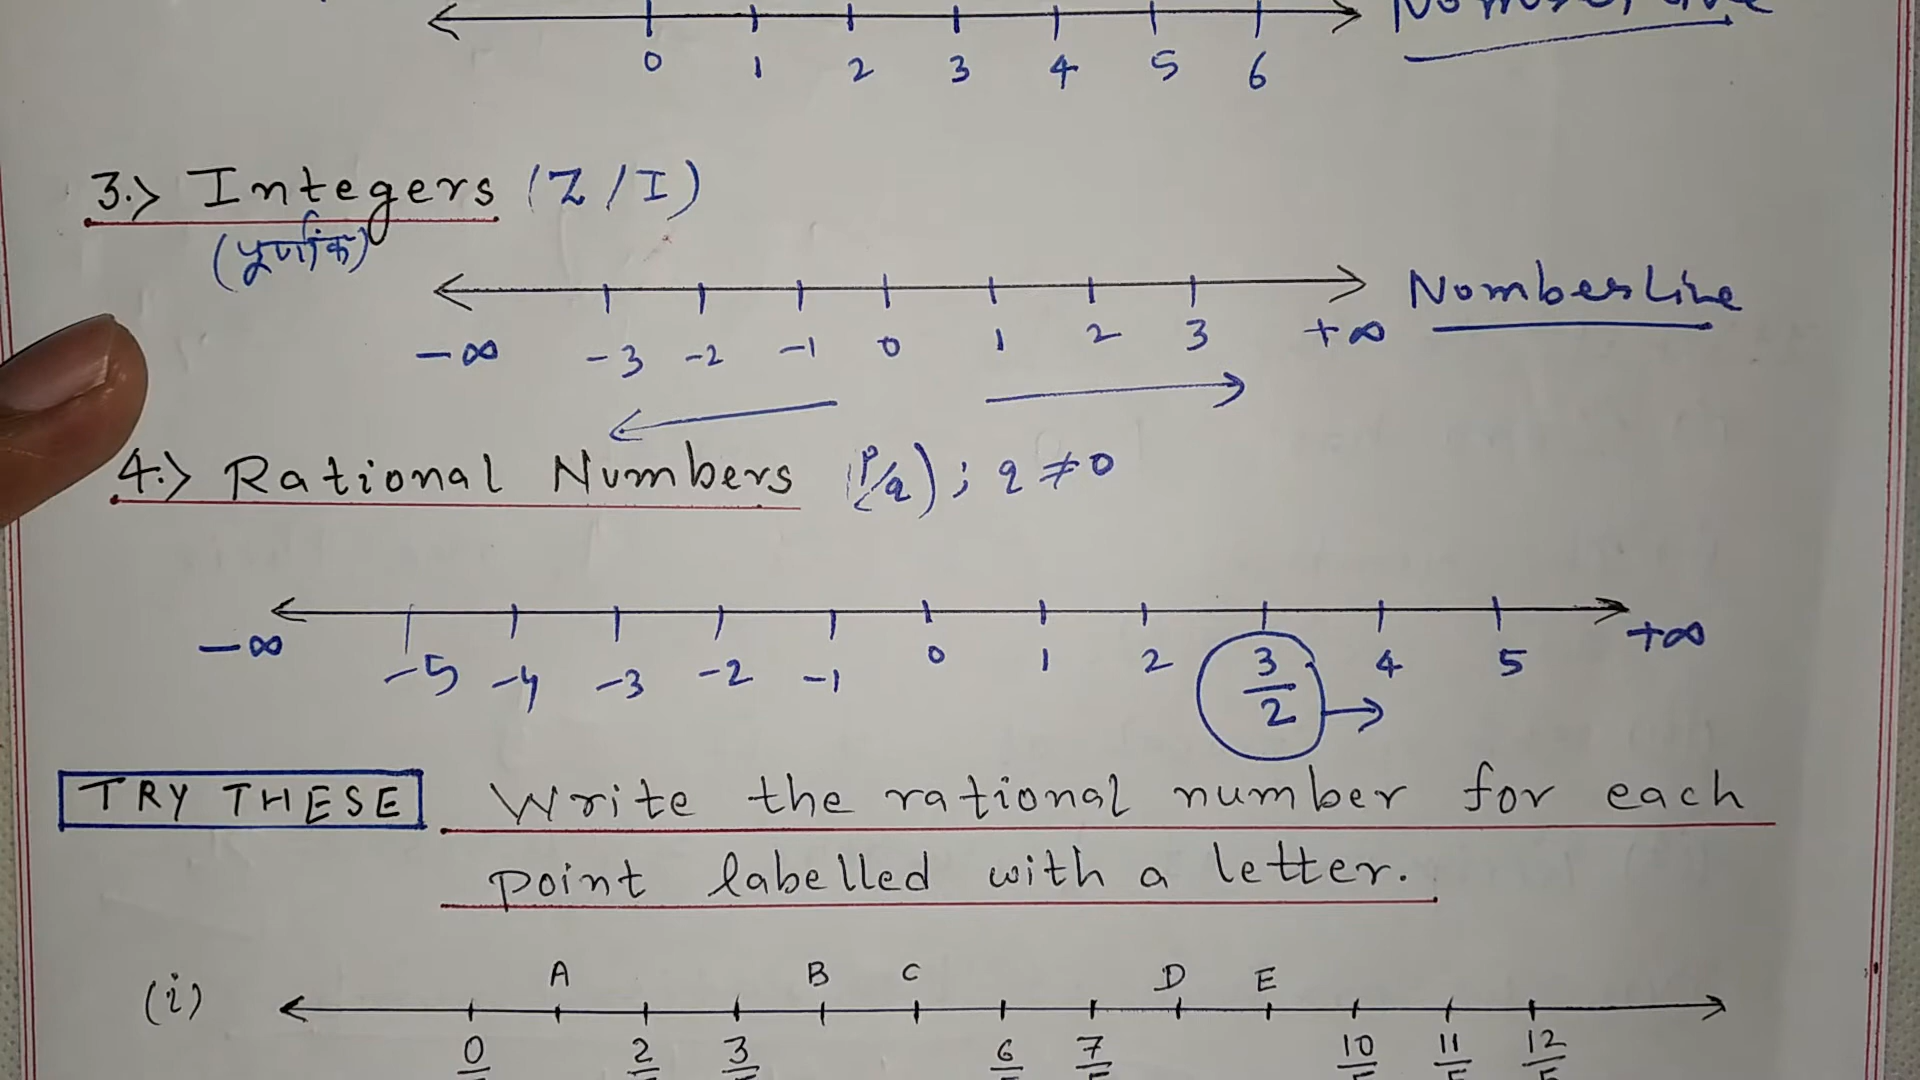 0 1 2 3 4 5 6
3.> Integers (Z/I)
(पूर्णांक)
Nomber Line
-∞ -3 -2 -1 0 1 2 3 +∞
4.> Rational Numbers (P/q) ; q ≠ 0
-∞ -5 -4 -3 -2 -1 0 1 2 3/2 4 5 +∞
TRY THESE Write the rational number for each
point labelled with a letter.
A B C D E
(i)
0 2 3 6 7 10 11 12